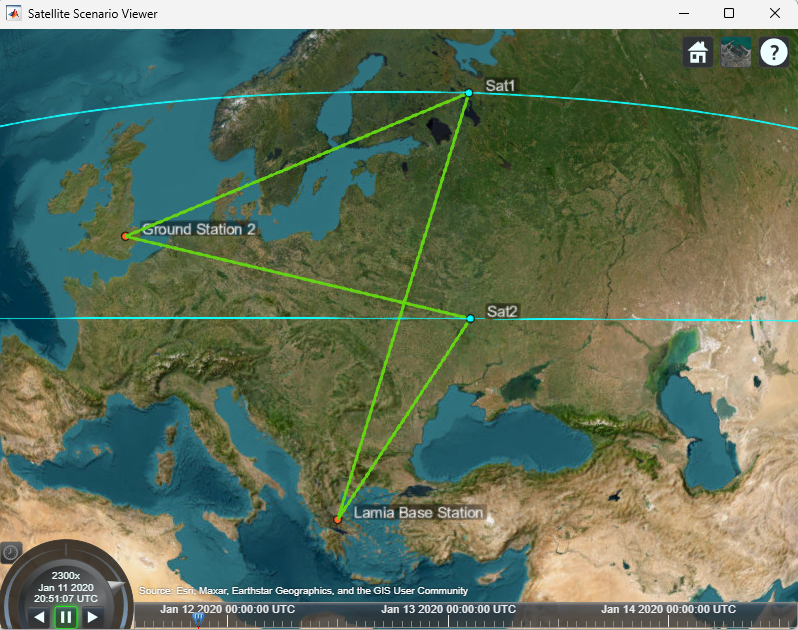 Satellite Scenario Viewer
?
Sat1
Ground Station 2
Sat2
Lamia Base Station
2300x
Jan 11 2020
20:51:07 UTC
Source: Esri, Maxar, Earthstar Geographics, and the GIS User Community
Jan 12 2020 00:00:00 UTC
Jan 13 2020 00:00:00 UTC
Jan 14 2020 00:00:00 UTC